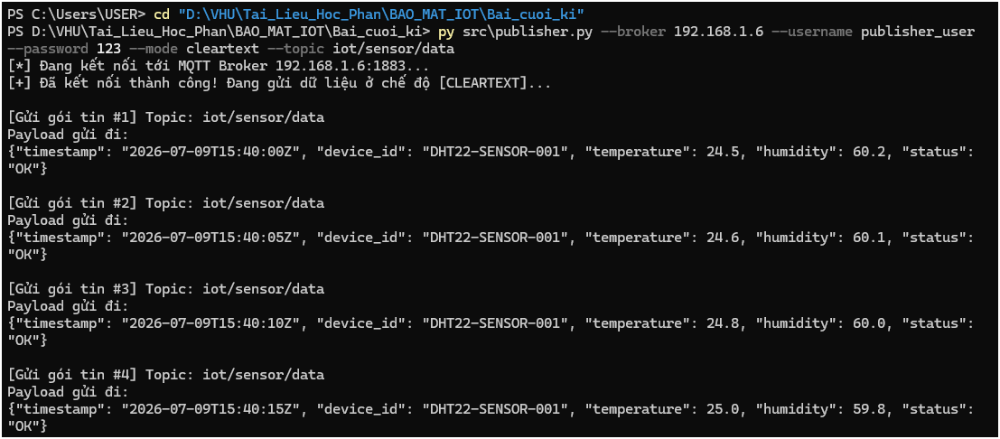 PS C:\Users\USER> cd "D:\VHU\Tai_Lieu_Hoc_Phan\BAO_MAT_IOT\Bai_cuoi_ki"
PS D:\VHU\Tai_Lieu_Hoc_Phan\BAO_MAT_IOT\Bai_cuoi_ki> py src\publisher.py --broker 192.168.1.6 --username publisher_user
--password 123 --mode cleartext --topic iot/sensor/data
[*] Đang kết nối tới MQTT Broker 192.168.1.6:1883...
[+] Đã kết nối thành công! Đang gửi dữ liệu ở chế độ [CLEARTEXT]...

[Gửi gói tin #1] Topic: iot/sensor/data
Payload gửi đi:
{"timestamp": "2026-07-09T15:40:00Z", "device_id": "DHT22-SENSOR-001", "temperature": 24.5, "humidity": 60.2, "status":
"OK"}

[Gửi gói tin #2] Topic: iot/sensor/data
Payload gửi đi:
{"timestamp": "2026-07-09T15:40:05Z", "device_id": "DHT22-SENSOR-001", "temperature": 24.6, "humidity": 60.1, "status":
"OK"}

[Gửi gói tin #3] Topic: iot/sensor/data
Payload gửi đi:
{"timestamp": "2026-07-09T15:40:10Z", "device_id": "DHT22-SENSOR-001", "temperature": 24.8, "humidity": 60.0, "status":
"OK"}

[Gửi gói tin #4] Topic: iot/sensor/data
Payload gửi đi:
{"timestamp": "2026-07-09T15:40:15Z", "device_id": "DHT22-SENSOR-001", "temperature": 25.0, "humidity": 59.8, "status":
"OK"}